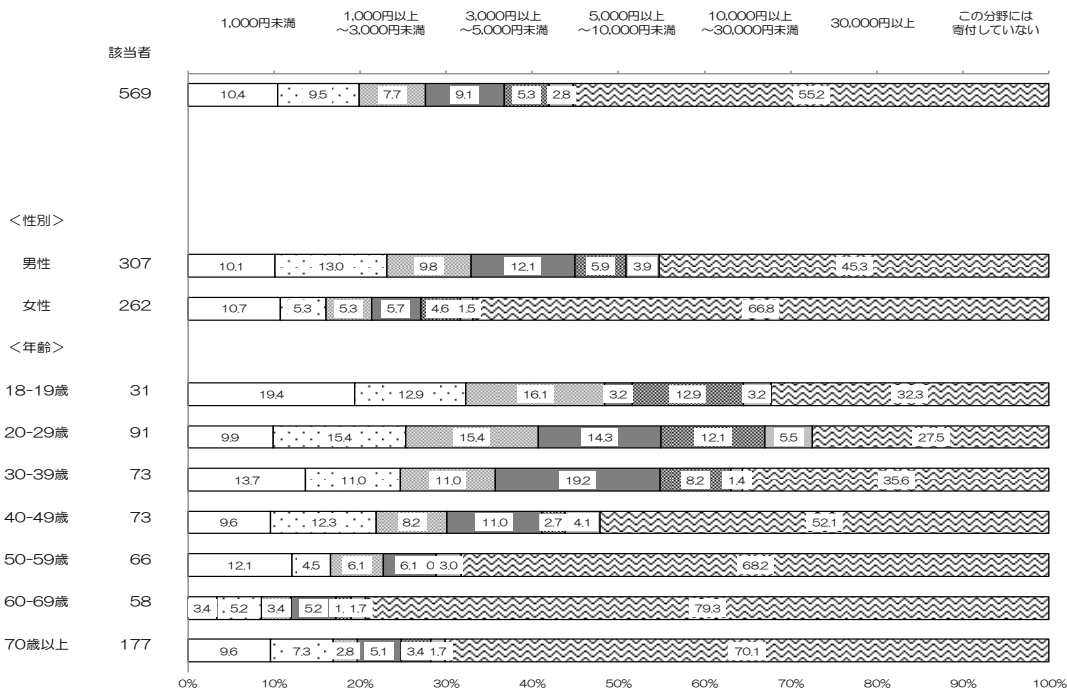 1,000円未満
1,000円以上
～3,000円未満
3,000円以上
～5,000円未満
5,000円以上
～10,000円未満
10,000円以上
～30,000円未満
30,000円以上
この分野には
寄付していない
該当者
569 10.4 9.5 7.7 9.1 5.3 2.8 55.2
＜性別＞
男性 307 10.1 13.0 9.8 12.1 5.9 3.9 45.3
女性 262 10.7 5.3 5.3 5.7 4.6 1.5 66.8
＜年齢＞
18-19歳 31 19.4 12.9 16.1 3.2 12.9 3.2 32.3
20-29歳 91 9.9 15.4 15.4 14.3 12.1 5.5 27.5
30-39歳 73 13.7 11.0 11.0 19.2 8.2 1.4 35.6
40-49歳 73 9.6 12.3 8.2 11.0 2.7 4.1 52.1
50-59歳 66 12.1 4.5 6.1 6.1 0 3.0 68.2
60-69歳 58 3.4 5.2 3.4 5.2 1. 1.7 79.3
70歳以上 177 9.6 7.3 2.8 5.1 3.4 1.7 70.1
0% 10% 20% 30% 40% 50% 60% 70% 80% 90% 100%